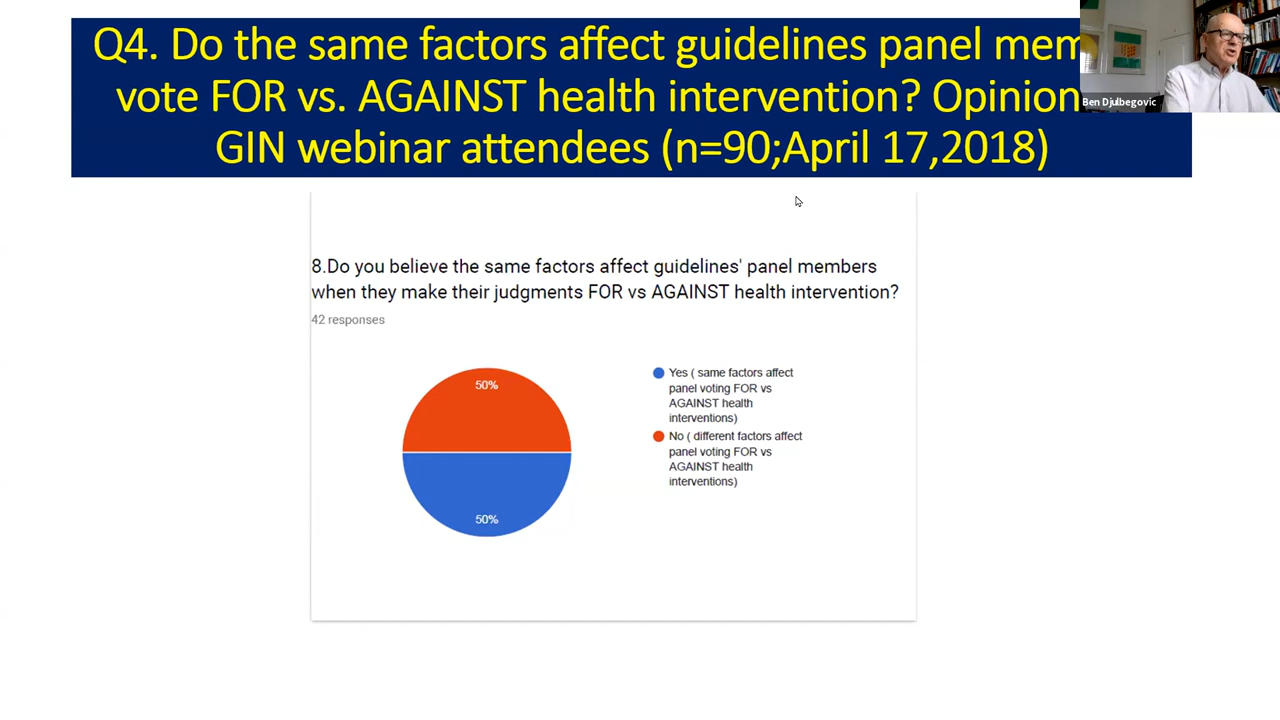 Q4. Do the same factors affect guidelines panel
vote FOR vs. AGAINST health intervention? Opinion
GIN webinar attendees (n=90;April 17,2018)
Ben Djulbegovic
8.Do you believe the same factors affect guidelines' panel members
when they make their judgments FOR vs AGAINST health intervention?
42 responses
50%
50%
Yes ( same factors affect
panel voting FOR vs
AGAINST health
interventions)
No ( different factors affect
panel voting FOR vs
AGAINST health
interventions)